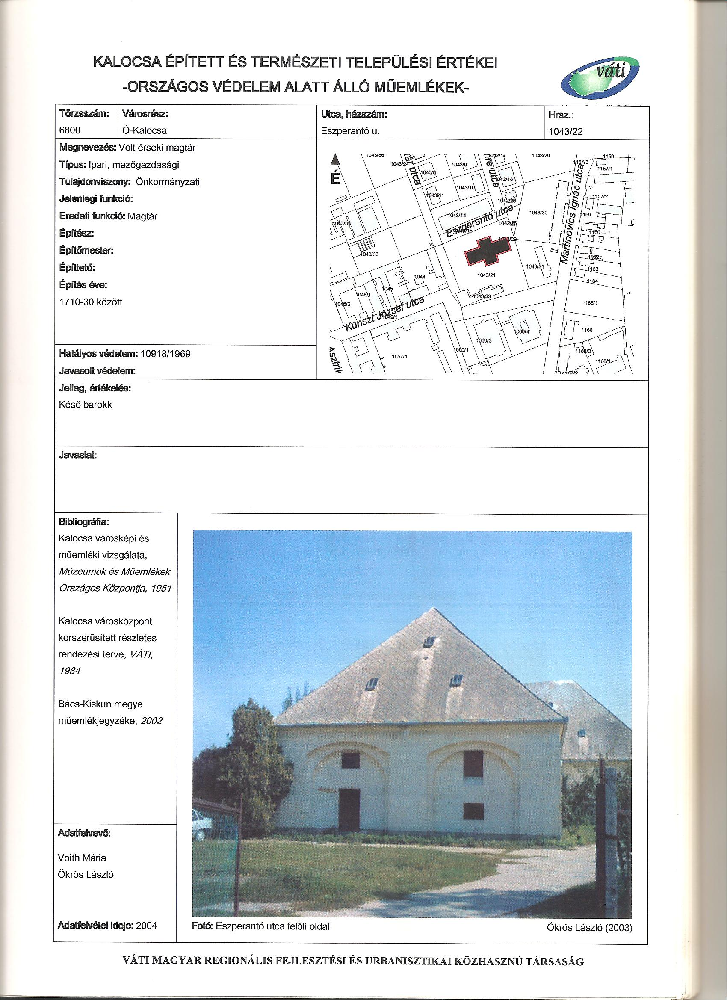 KALOCSA ÉPÍTETT ÉS TERMÉSZETI TELEPÜLÉSI ÉRTÉKEI
-ORSZÁGOS VÉDELEM ALATT ÁLLÓ MŰEMLÉKEK-
váti
Törzsszám:
6800
Városrész:
Ó-Kalocsa
Utca, házszám:
Eszperantó u.
Hrsz.:
1043/22
Megnevezés: Volt érseki magtár
Típus: Ipari, mezőgazdasági
Tulajdonviszony: Önkormányzati
Jelenlegi funkció:
Eredeti funkció: Magtár
Építész:
Építőmester:
Építtető:
Építés éve:
1710-30 között
Hatályos védelem: 10918/1969
Javasolt védelem:
É
1043/36
1043/24
1043/8
1043/9
1042/17
1043/29
1156
1164/3
1157/1
1042/18
1043/10
1043/11
1157/2
1042/26
1043/14
1043/30
1159
1043/34
Eszperantó utca
1042/25
1160
1043/22
Martinovics Ignác utca
1043/33
1162
1043/31
1163
1043/21
1044
1164
1045
1046/1
1043/23
1046/2
1165/1
Kunszt József utca
1049/1
1166
1060/4
1060/3
1060/1
1057/1
1168/2
1168/1
Asztrik
1167/2
Jelleg, értékelés:
Késő barokk
Javaslat:
Bibliográfia:
Kalocsa városképi és
műemléki vizsgálata,
Múzeumok és Műemlékek
Országos Központja, 1951
Kalocsa városközpont
korszerűsített részletes
rendezési terve, VÁTI,
1984
Bács-Kiskun megye
műemlékjegyzéke, 2002
Adatfelvevő:
Voith Mária
Ökrös László
Adatfelvétel ideje: 2004
Fotó: Eszperantó utca felőli oldal
Ökrös László (2003)
VÁTI MAGYAR REGIONÁLIS FEJLESZTÉSI ÉS URBANISZTIKAI KÖZHASZNÚ TÁRSASÁG